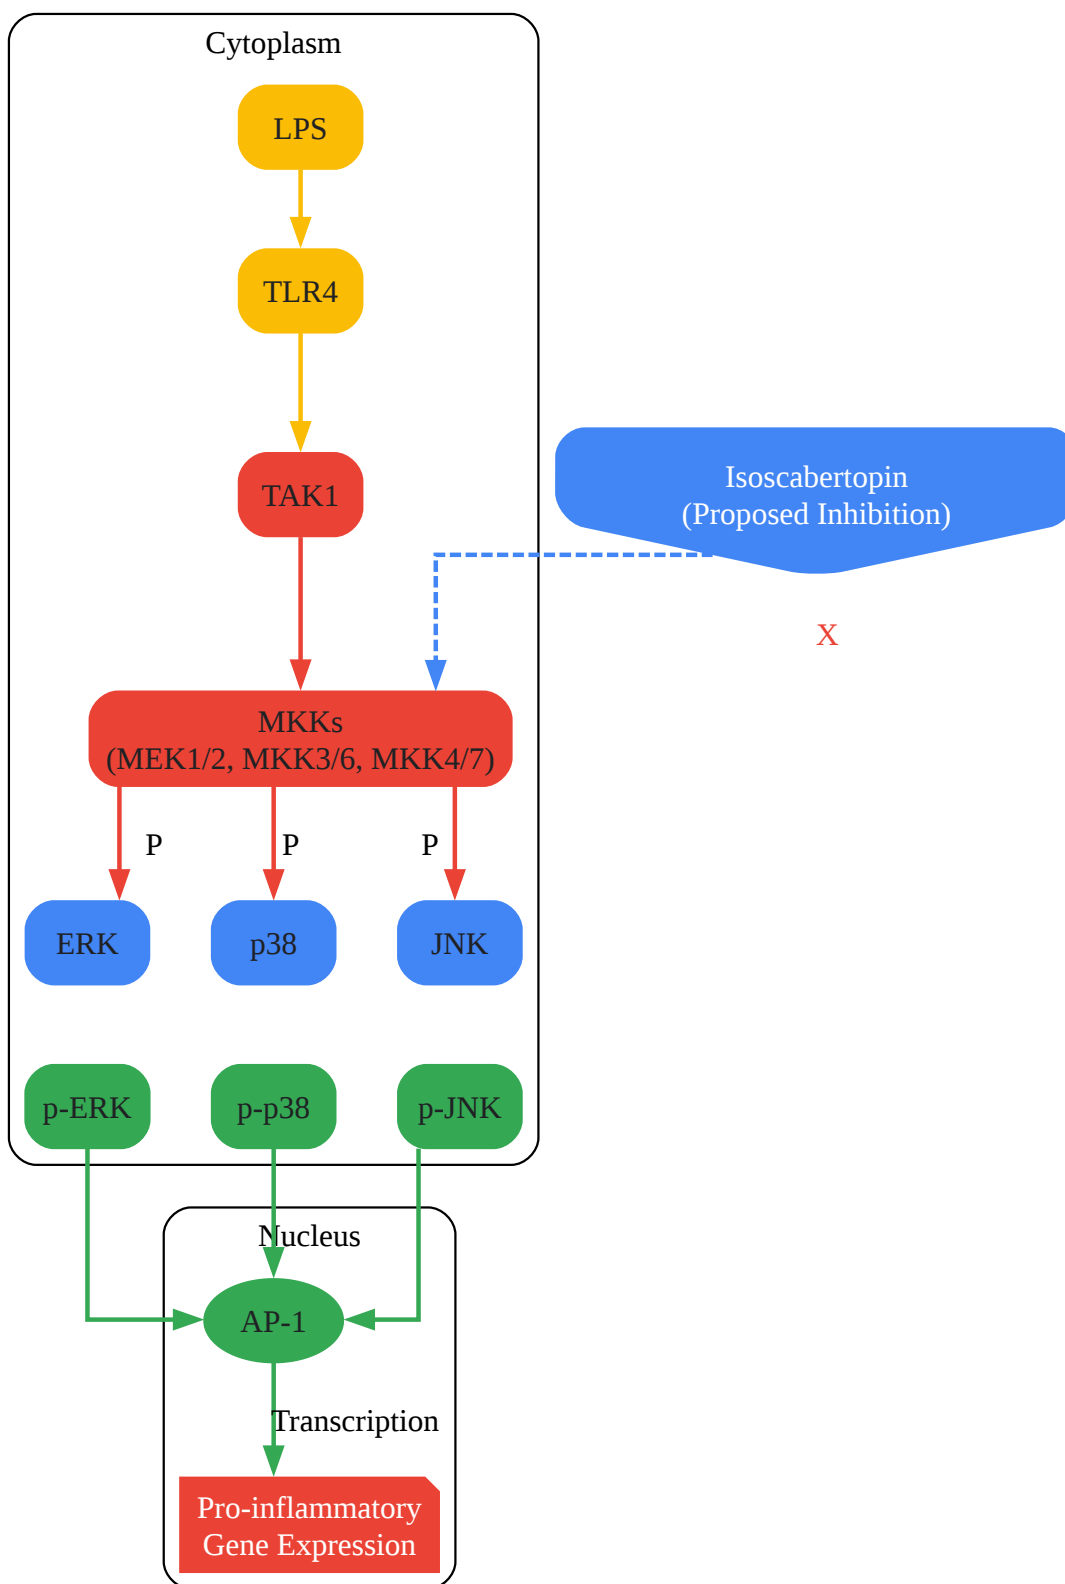 Cytoplasm
LPS
TLR4
TAK1
Isoscabertopin
(Proposed Inhibition)
X
MKKs
(MEK1/2, MKK3/6, MKK4/7)
P
P
P
ERK
p38
JNK
p-ERK
p-p38
p-JNK
Nucleus
AP-1
Transcription
Pro-inflammatory
Gene Expression